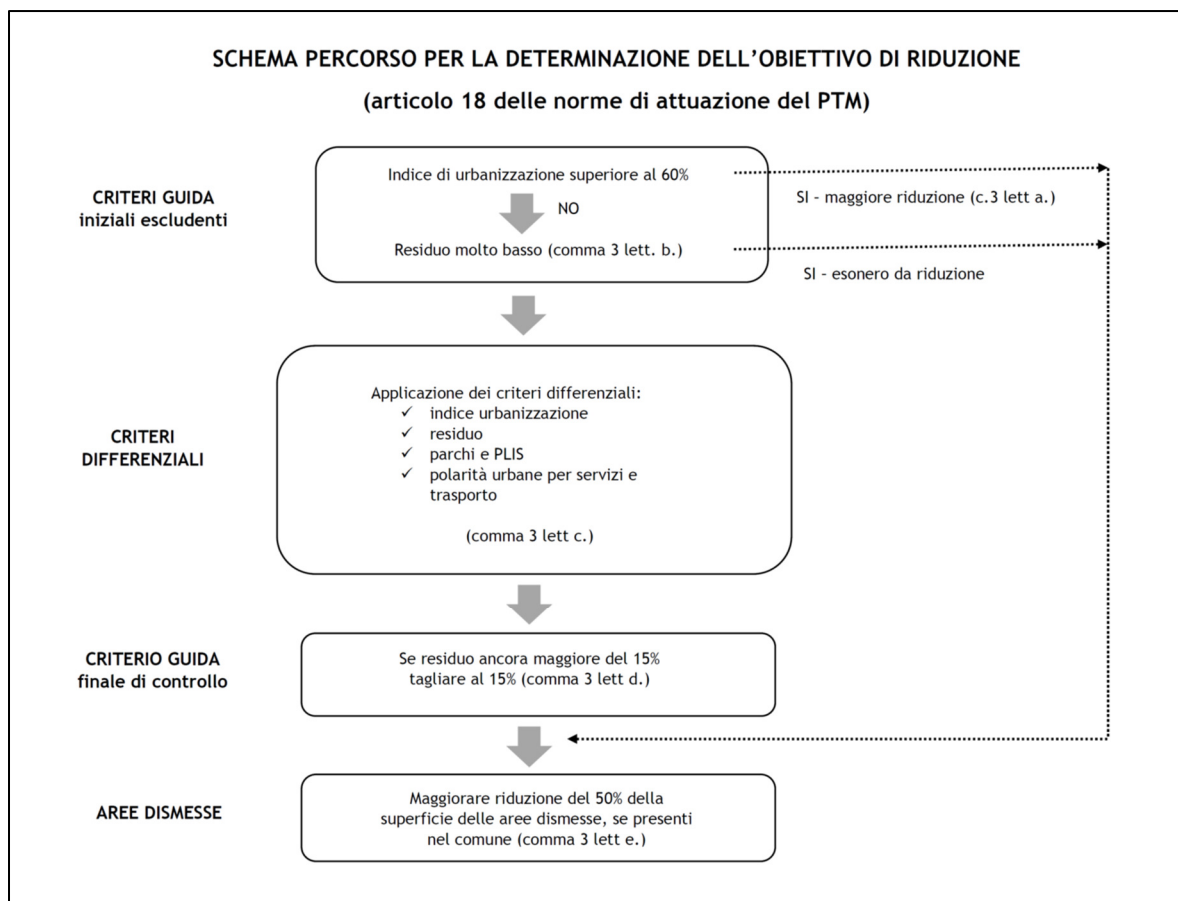 SCHEMA PERCORSO PER LA DETERMINAZIONE DELL’OBIETTIVO DI RIDUZIONE
(articolo 18 delle norme di attuazione del PTM)
CRITERI GUIDA
iniziali escludenti
Indice di urbanizzazione superiore al 60%
NO
Residuo molto basso (comma 3 lett. b.)
SI - maggiore riduzione (c.3 lett a.)
SI - esonero da riduzione
CRITERI
DIFFERENZIALI
Applicazione dei criteri differenziali:
✓ indice urbanizzazione
✓ residuo
✓ parchi e PLIS
✓ polarità urbane per servizi e
trasporto
(comma 3 lett c.)
CRITERIO GUIDA
finale di controllo
Se residuo ancora maggiore del 15%
tagliare al 15% (comma 3 lett d.)
AREE DISMESSE
Maggiorare riduzione del 50% della
superficie delle aree dismesse, se presenti
nel comune (comma 3 lett e.)